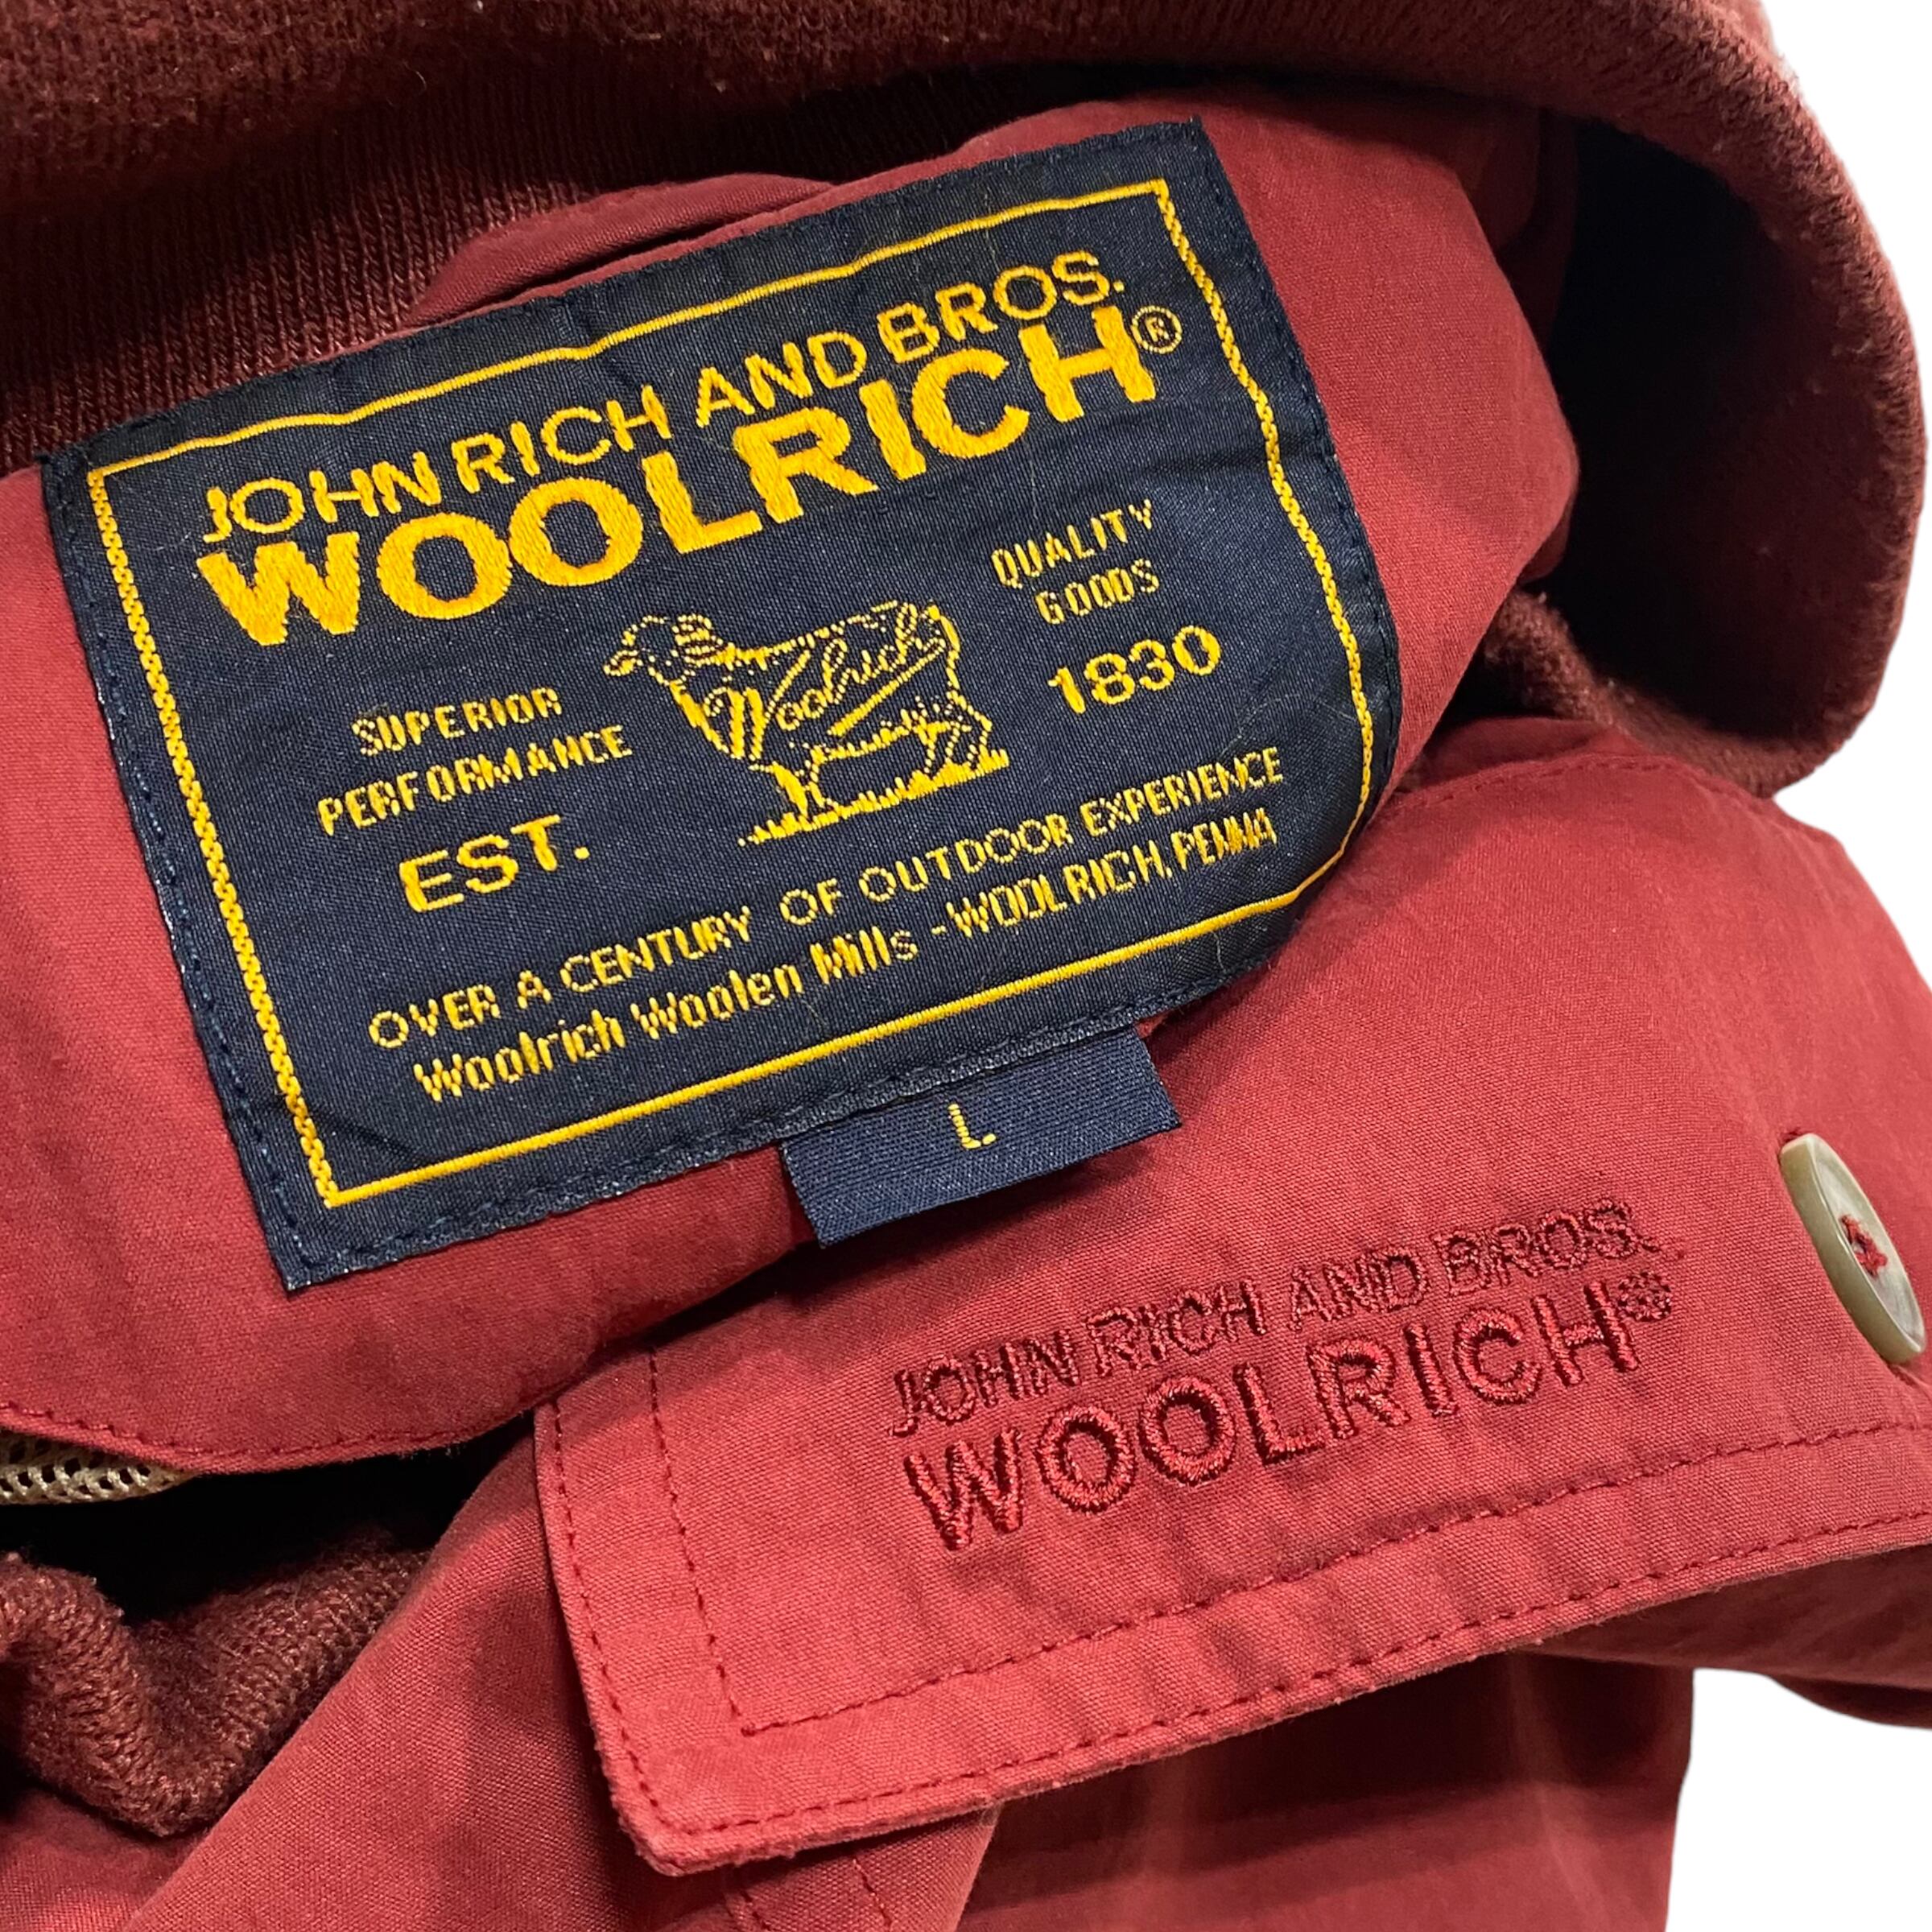 JOHN RICH AND BROS.
WOOLRICH®
SUPERIOR
PERFORMANCE
EST.
Woolrich
QUALITY
GOODS
1830
OVER A CENTURY OF OUTDOOR EXPERIENCE
Woolrich Woolen Mills - WOOLRICH, PENNA
L
JOHN RICH AND BROS.
WOOLRICH®